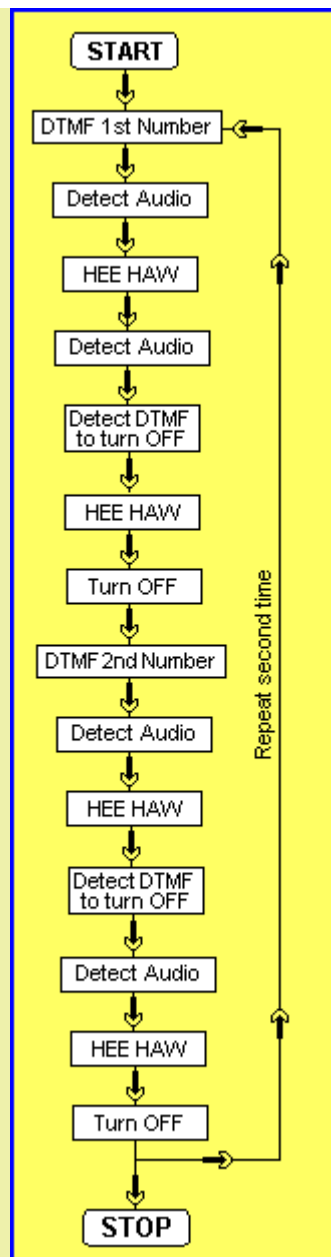 START
DTMF 1st Number
Detect Audio
HEE HAW
Detect Audio
Detect DTMF
to turn OFF
HEE HAW
Turn OFF
DTMF 2nd Number
Detect Audio
HEE HAW
Detect DTMF
to turn OFF
Detect Audio
HEE HAW
Turn OFF
STOP
Repeat second time